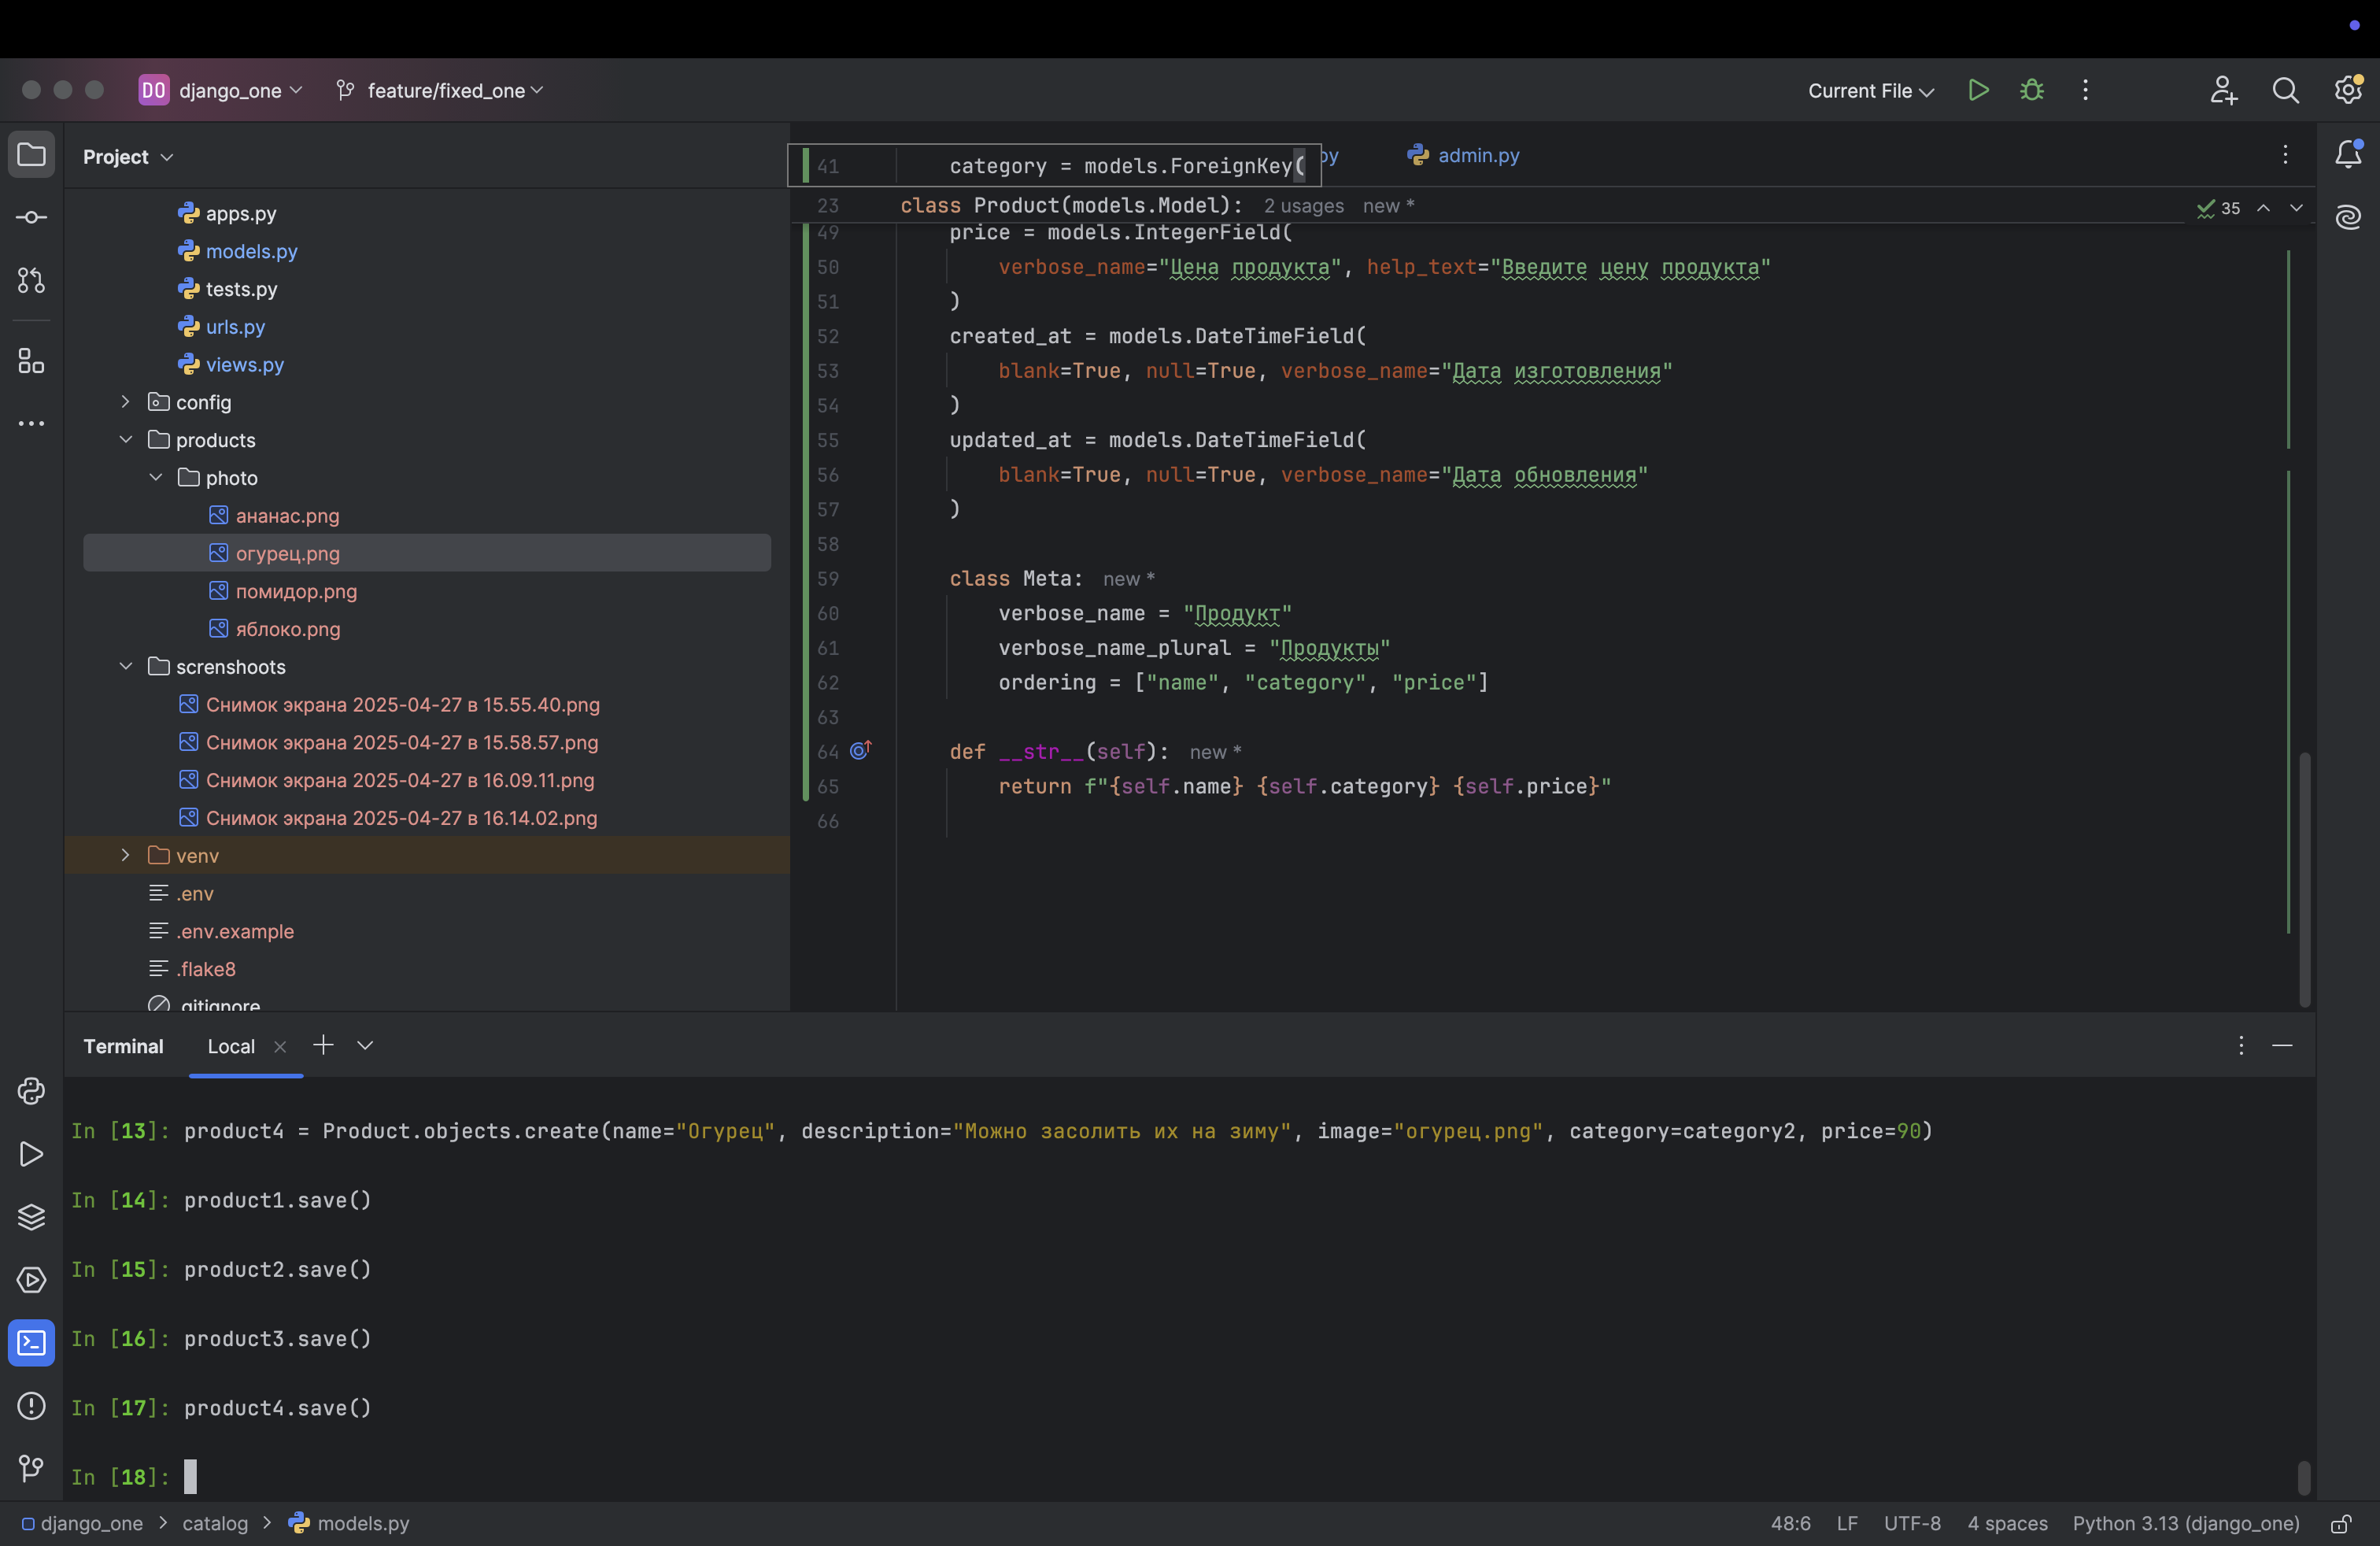 DO django_one feature/fixed_one Current File
Project
apps.py
models.py
tests.py
urls.py
views.py
config
products
photo
ананас.png
огурец.png
помидор.png
яблоко.png
screnshoots
Снимок экрана 2025-04-27 в 15.55.40.png
Снимок экрана 2025-04-27 в 15.58.57.png
Снимок экрана 2025-04-27 в 16.09.11.png
Снимок экрана 2025-04-27 в 16.14.02.png
venv
.env
.env.example
.flake8
.gitignore
py admin.py
41 category = models.ForeignKey(
23 class Product(models.Model): 2 usages new *
35
49 price = models.IntegerField(
50 verbose_name="Цена продукта", help_text="Введите цену продукта"
51 )
52 created_at = models.DateTimeField(
53 blank=True, null=True, verbose_name="Дата изготовления"
54 )
55 updated_at = models.DateTimeField(
56 blank=True, null=True, verbose_name="Дата обновления"
57 )
58
59 class Meta: new *
60 verbose_name = "Продукт"
61 verbose_name_plural = "Продукты"
62 ordering = ["name", "category", "price"]
63
64 def __str__(self): new *
65 return f"{self.name} {self.category} {self.price}"
66
Terminal Local
In [13]: product4 = Product.objects.create(name="Огурец", description="Можно засолить их на зиму", image="огурец.png", category=category2, price=90)
In [14]: product1.save()
In [15]: product2.save()
In [16]: product3.save()
In [17]: product4.save()
In [18]:
django_one > catalog > models.py 48:6 LF UTF-8 4 spaces Python 3.13 (django_one)